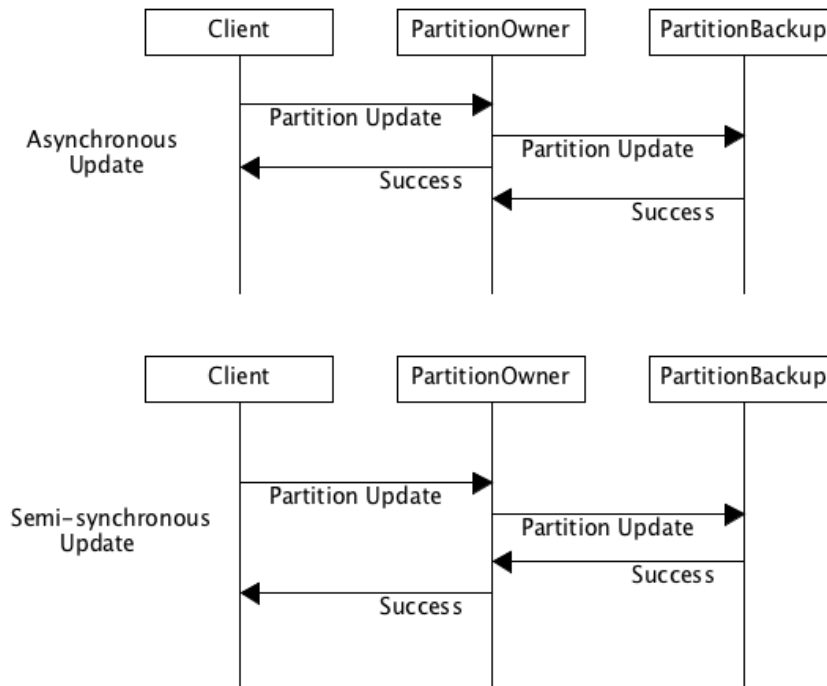 Client
PartitionOwner
PartitionBackup
Partition Update
Asynchronous
Update
Partition Update
Success
Success
Client
PartitionOwner
PartitionBackup
Partition Update
Semi-synchronous
Update
Partition Update
Success
Success